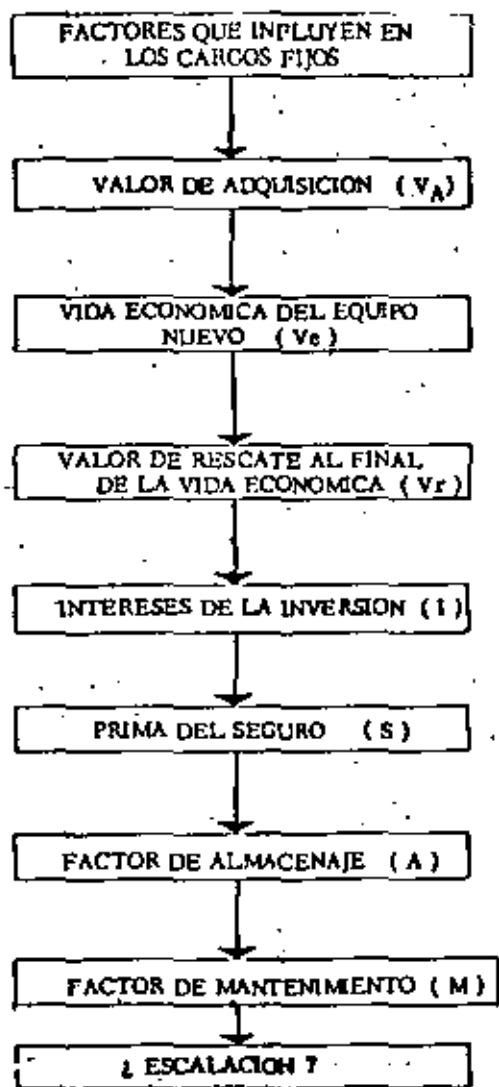 FACTORES QUE INFLUYEN EN
LOS CARGOS FIJOS
VALOR DE ADQUISICION ( VA)
VIDA ECONOMICA DEL EQUIPO
NUEVO ( Ve )
VALOR DE RESCATE AL FINAL
DE LA VIDA ECONOMICA ( Vr )
INTERESES DE LA INVERSION ( i )
PRIMA DEL SEGURO ( S )
FACTOR DE ALMACENAJE ( A )
FACTOR DE MANTENIMIENTO ( M )
¿ ESCALACION ?